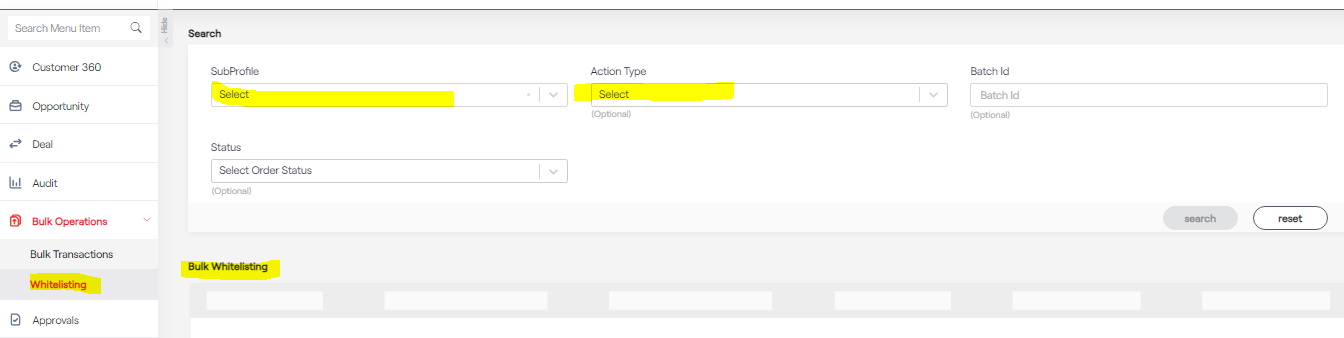 Search Menu Item
Hide
Customer 360
Opportunity
Deal
Audit
Bulk Operations
Bulk Transactions
Whitelisting
Approvals
Search
SubProfile
Select
Action Type
Select
(Optional)
Batch Id
Batch Id
(Optional)
Status
Select Order Status
(Optional)
search
reset
Bulk Whitelisting